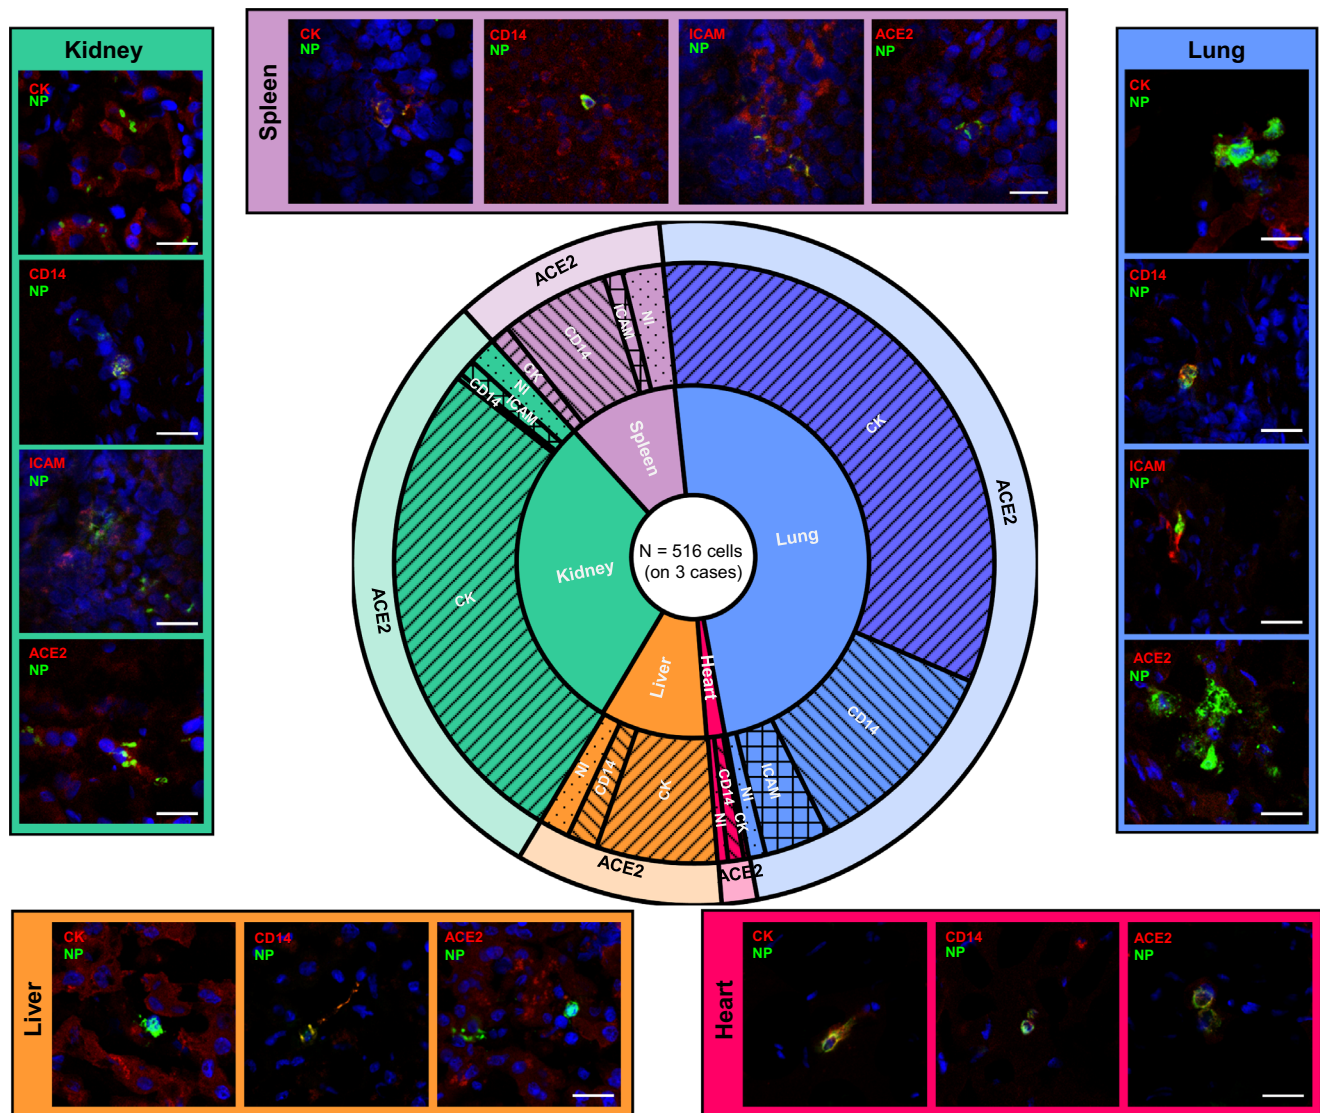 Kidney
CK
NP
CD14
NP
ICAM
NP
ACE2
NP
Spleen
CK
NP
CD14
NP
ICAM
NP
ACE2
NP
Lung
CK
NP
CD14
NP
ICAM
NP
ACE2
NP
ACE2
CK
CD14
ICAM
NI
Spleen
ACE2
CK
CD14
ICAM
NI
Lung
N = 516 cells
(on 3 cases)
ACE2
NI
ICAM
CD14
CK
Kidney
ACE2
NI
CD14
CK
Liver
ACE2
NI
CD14
CK
Heart
Liver
CK
NP
CD14
NP
ACE2
NP
Heart
CK
NP
CD14
NP
ACE2
NP